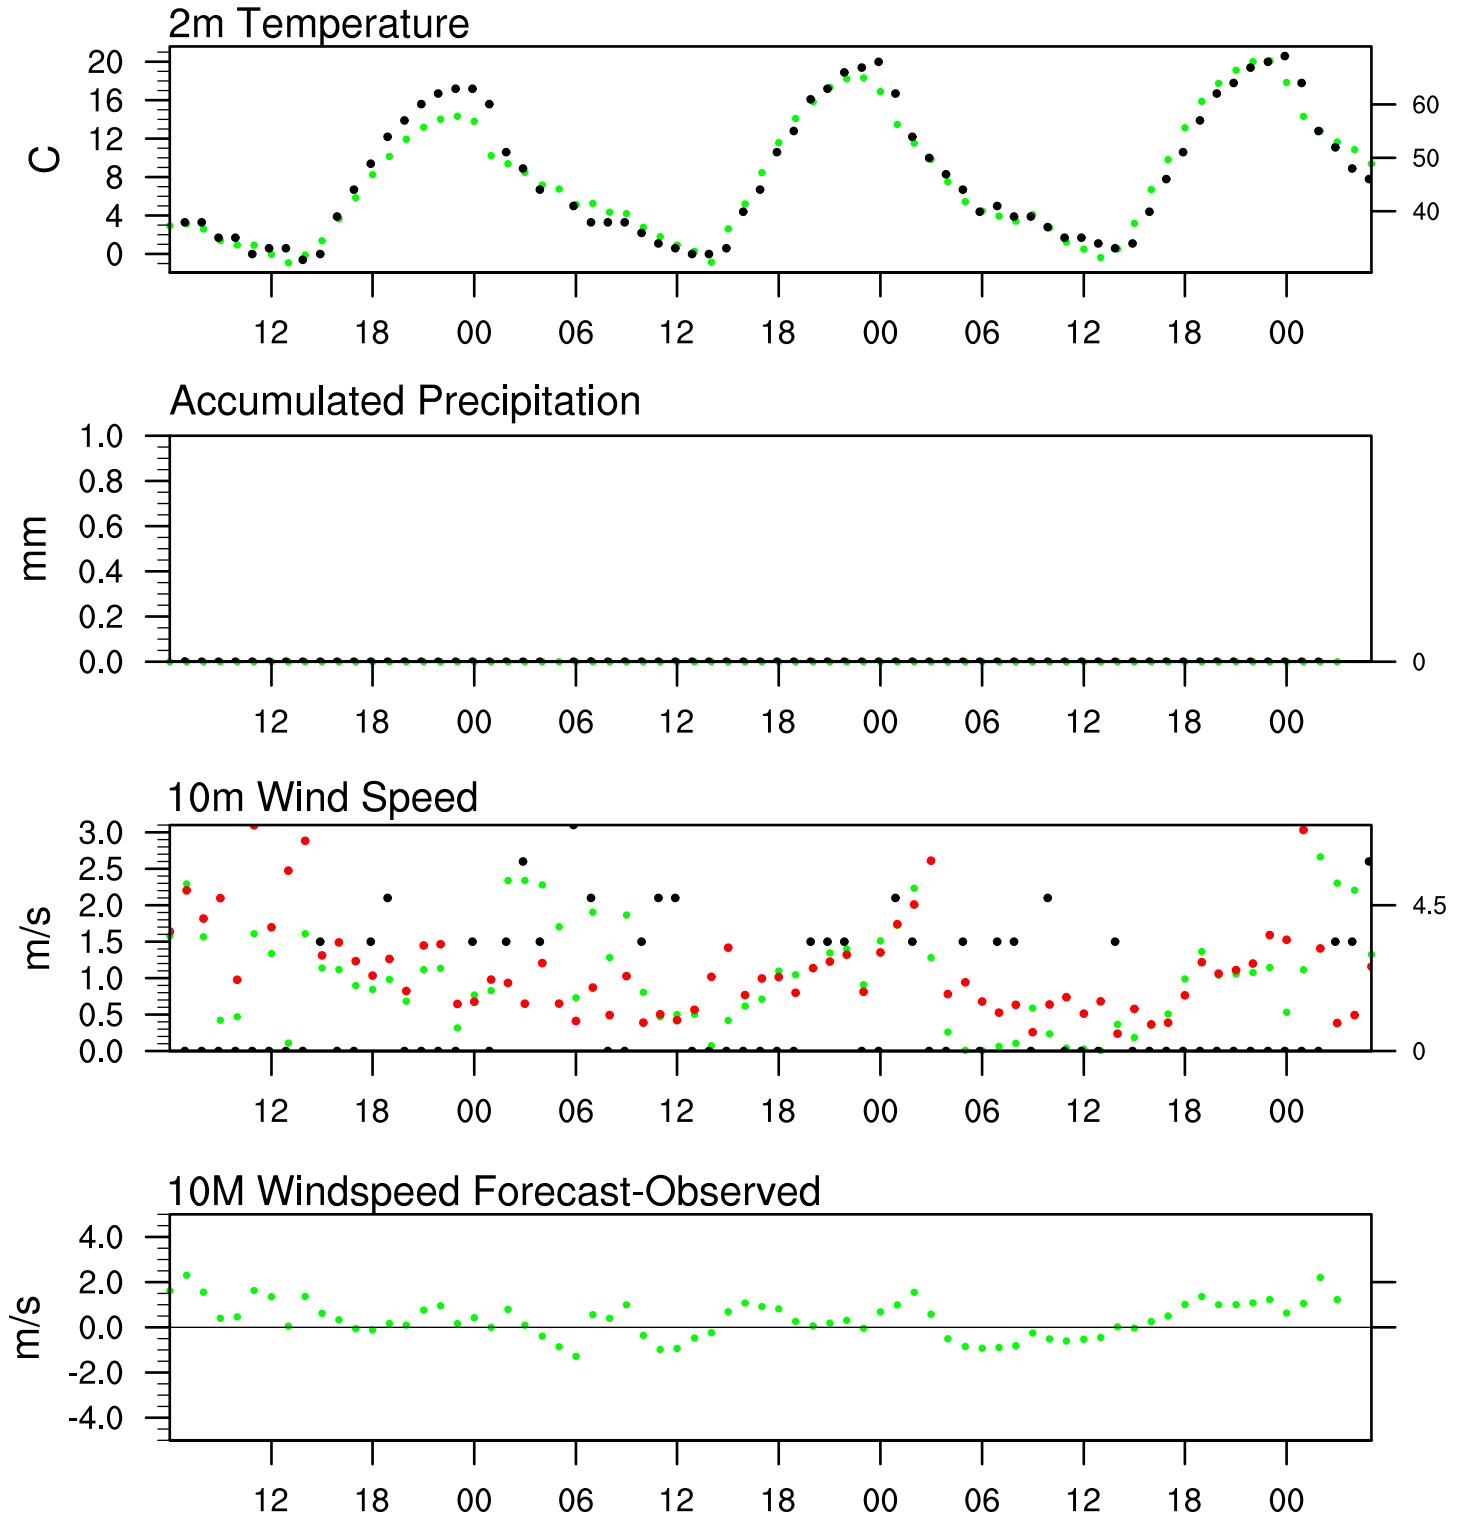 2m Temperature
20
16
12
8
4
0
C
60
50
40
12 18 00 06 12 18 00 06 12 18 00
Accumulated Precipitation
1.0
0.8
0.6
0.4
0.2
0.0
mm
0
12 18 00 06 12 18 00 06 12 18 00
10m Wind Speed
3.0
2.5
2.0
1.5
1.0
0.5
0.0
m/s
4.5
0
12 18 00 06 12 18 00 06 12 18 00
10M Windspeed Forecast-Observed
4.0
2.0
0.0
-2.0
-4.0
m/s
12 18 00 06 12 18 00 06 12 18 00